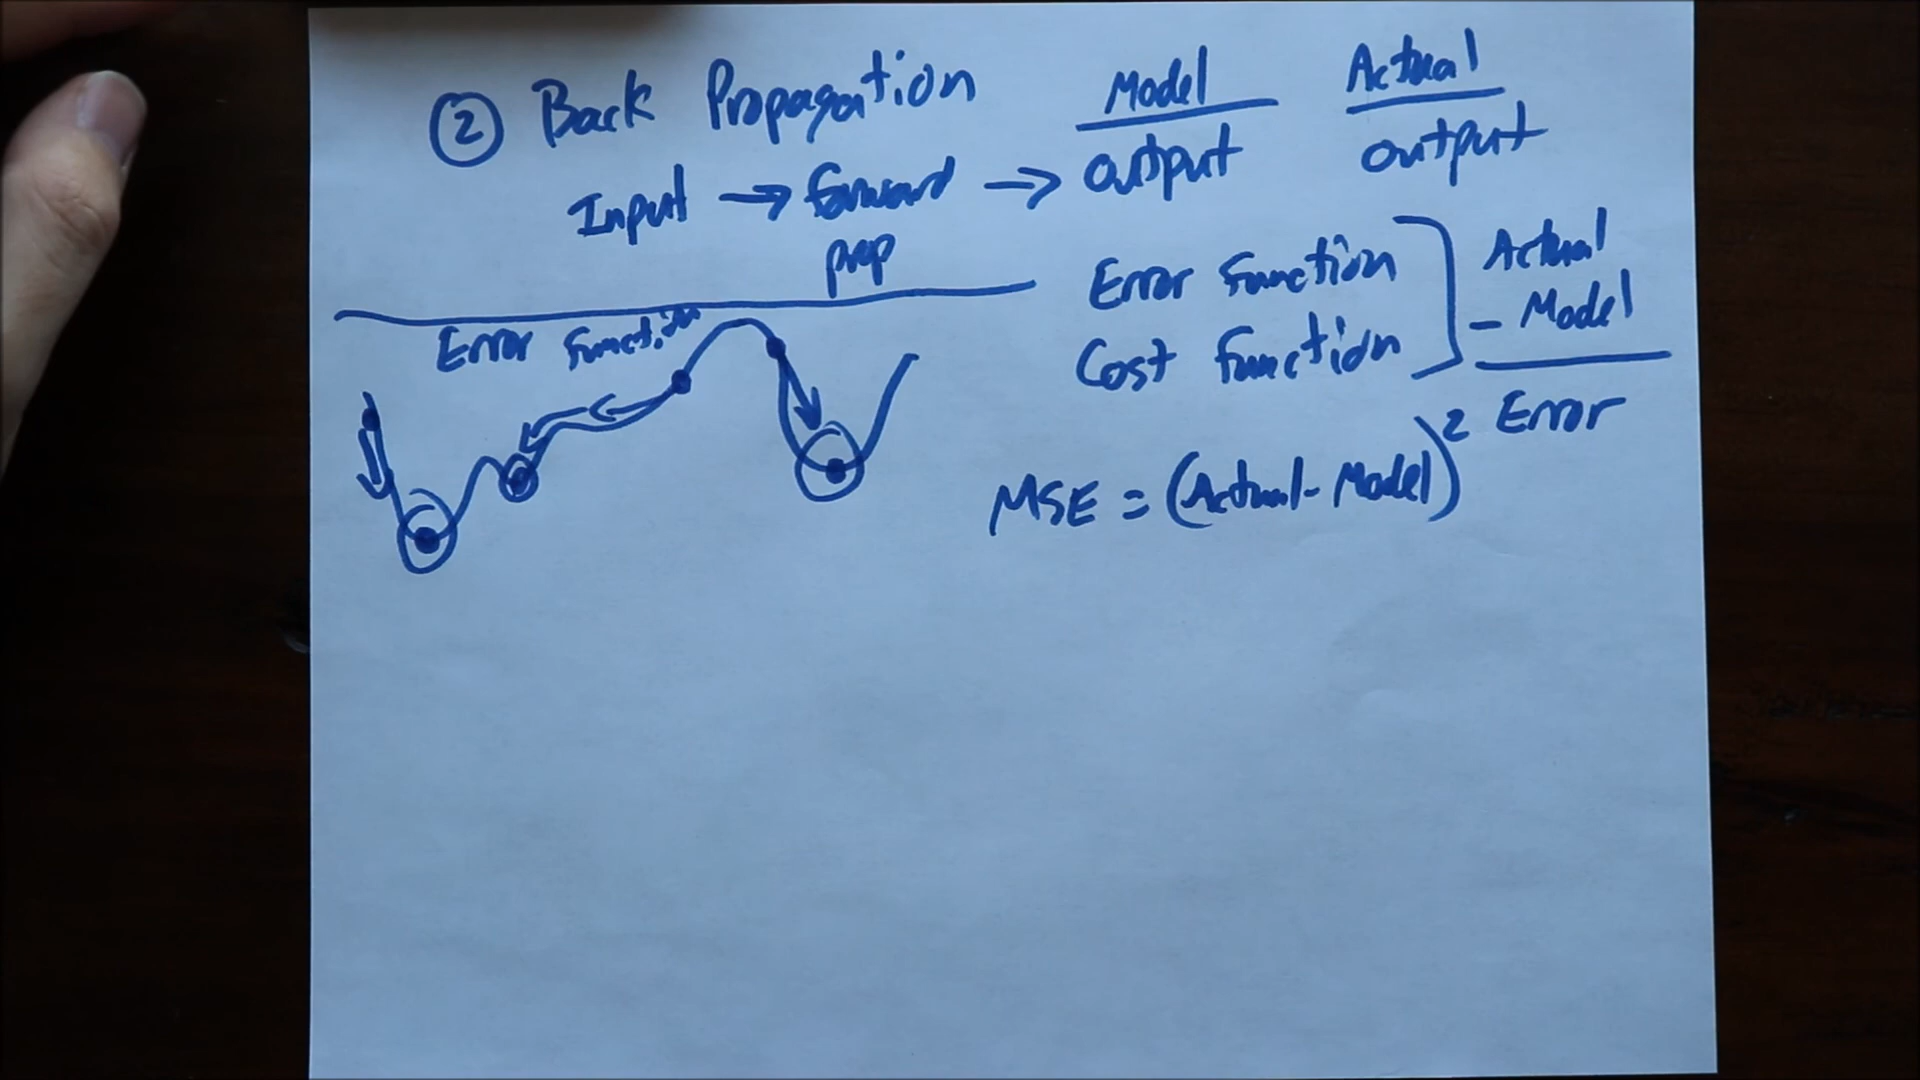 ② Back Propagation
Input → forward prop → Model output
Actual output
Error function
Cost function
Actual
- Model
Error
MSE = (Actual - Model)²
Error function